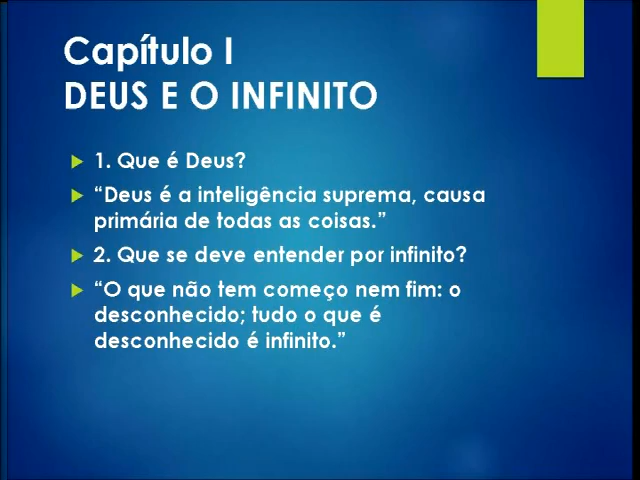 Capítulo I
DEUS E O INFINITO
1. Que é Deus?
“Deus é a inteligência suprema, causa
primária de todas as coisas.”
2. Que se deve entender por infinito?
“O que não tem começo nem fim: o
desconhecido; tudo o que é
desconhecido é infinito.”